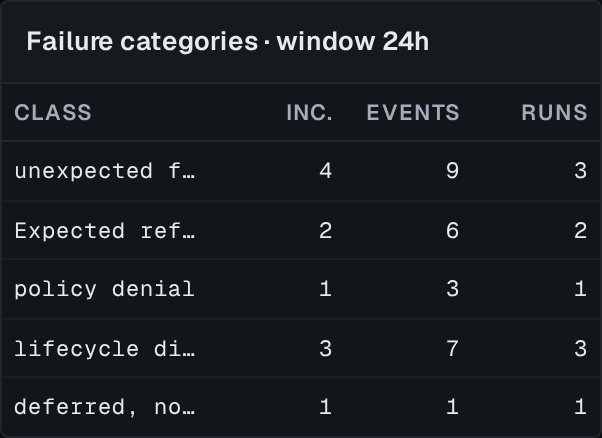 Failure categories · window 24h
CLASS INC. EVENTS RUNS
unexpected f… 4 9 3
Expected ref… 2 6 2
policy denial 1 3 1
lifecycle di… 3 7 3
deferred, no… 1 1 1